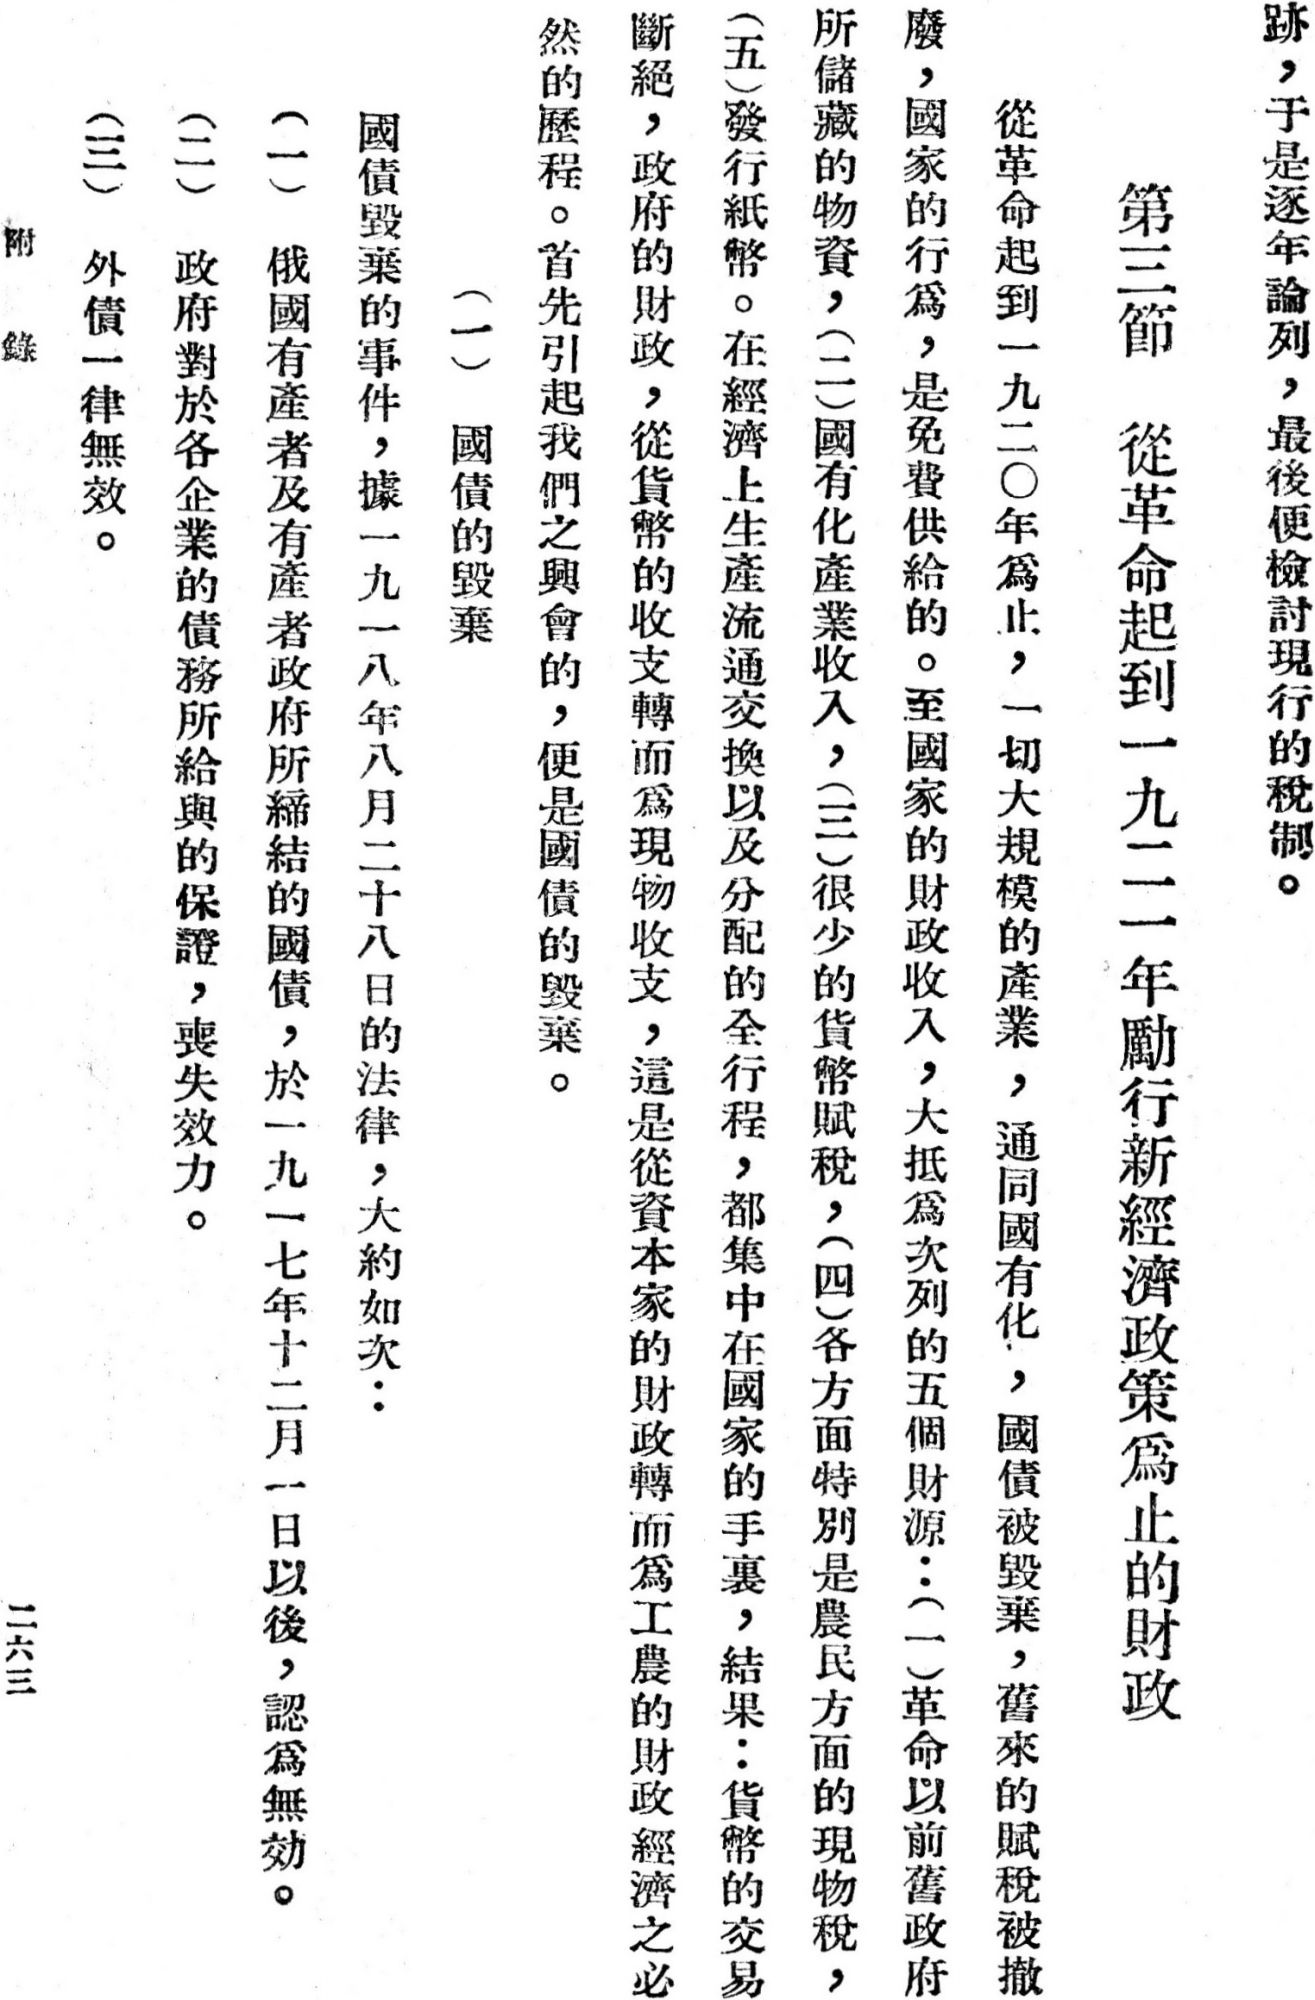 跡，于是逐年論列，最後便檢討現行的稅制。
第三節　從革命起到一九二一年勵行新經濟政策爲止的財政
從革命起到一九二〇年爲止，一切大規模的產業，通同國有化，國債被毀棄，舊來的賦稅被撤
廢，國家的行爲，是免費供給的。至國家的財政收入，大抵爲次列的五個財源：（一）革命以前舊政府
所儲藏的物資，（二）國有化產業收入，（三）很少的貨幣賦稅，（四）各方面特別是農民方面的現物稅，
（五）發行紙幣。在經濟上生產流通交換以及分配的全行程，都集中在國家的手裏，結果：貨幣的交易
斷絕，政府的財政，從貨幣的收支轉而爲現物收支，這是從資本家的財政轉而爲工農的財政經濟之必
然的歷程。首先引起我們之興會的，便是國債的毀棄。
（一）　國債的毀棄
國債毀棄的事件，據一九一八年八月二十八日的法律，大約如次：
（一）　俄國有產者及有產者政府所締結的國債，於一九一七年十二月一日以後，認爲無効。
（二）　政府對於各企業的債務所給與的保證，喪失效力。
（三）　外債一律無效。
附　錄
二六三